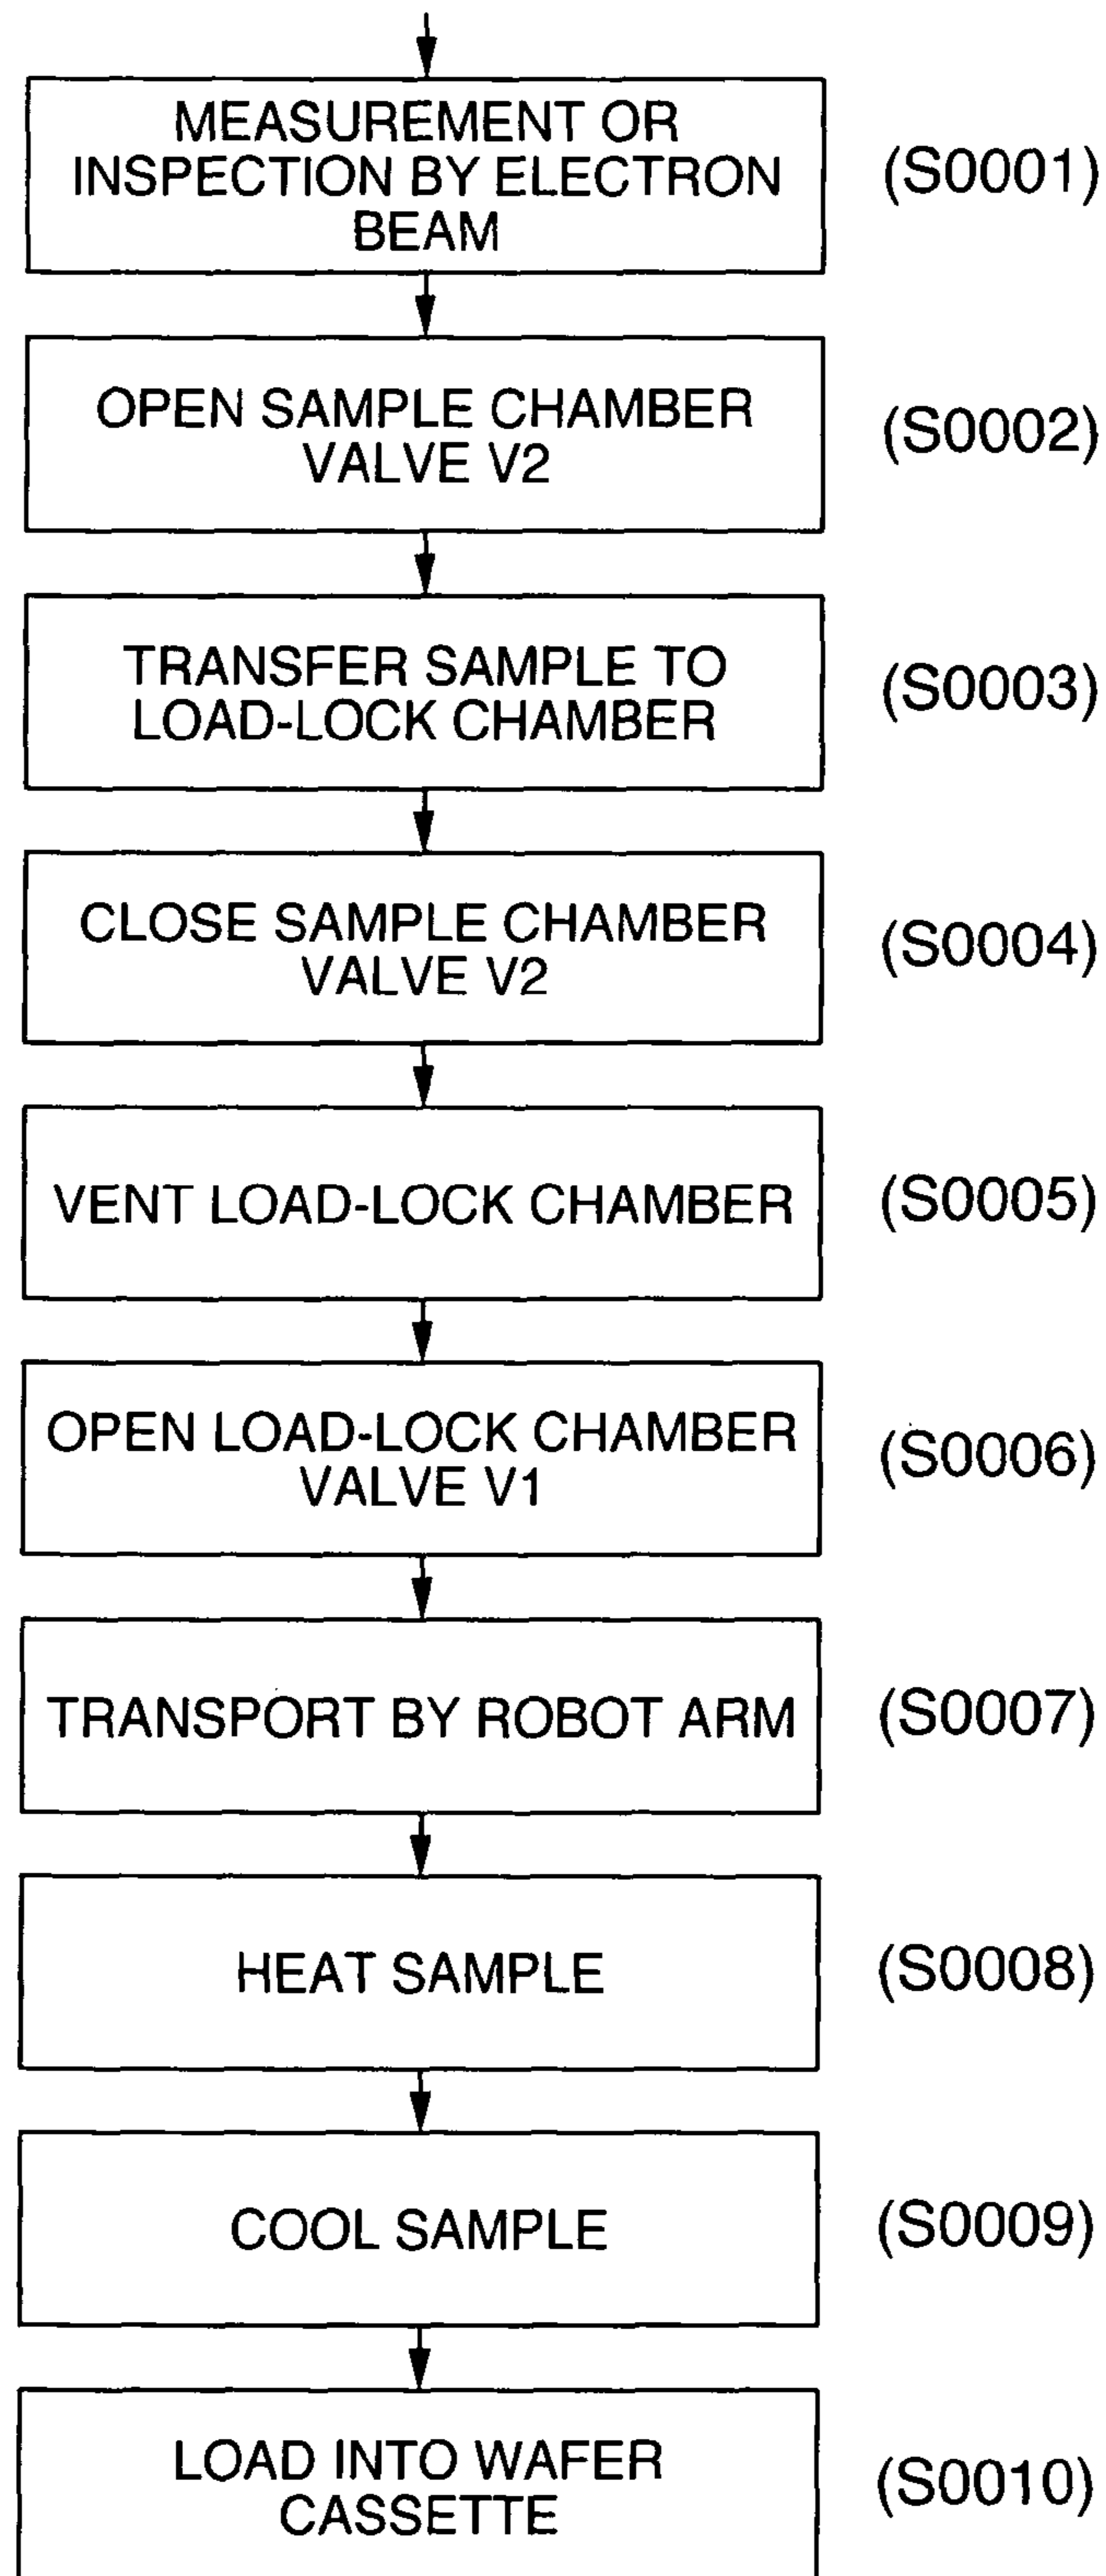 MEASUREMENT OR
INSPECTION BY ELECTRON
BEAM
(S0001)
OPEN SAMPLE CHAMBER
VALVE V2
(S0002)
TRANSFER SAMPLE TO
LOAD-LOCK CHAMBER
(S0003)
CLOSE SAMPLE CHAMBER
VALVE V2
(S0004)
VENT LOAD-LOCK CHAMBER
(S0005)
OPEN LOAD-LOCK CHAMBER
VALVE V1
(S0006)
TRANSPORT BY ROBOT ARM
(S0007)
HEAT SAMPLE
(S0008)
COOL SAMPLE
(S0009)
LOAD INTO WAFER
CASSETTE
(S0010)